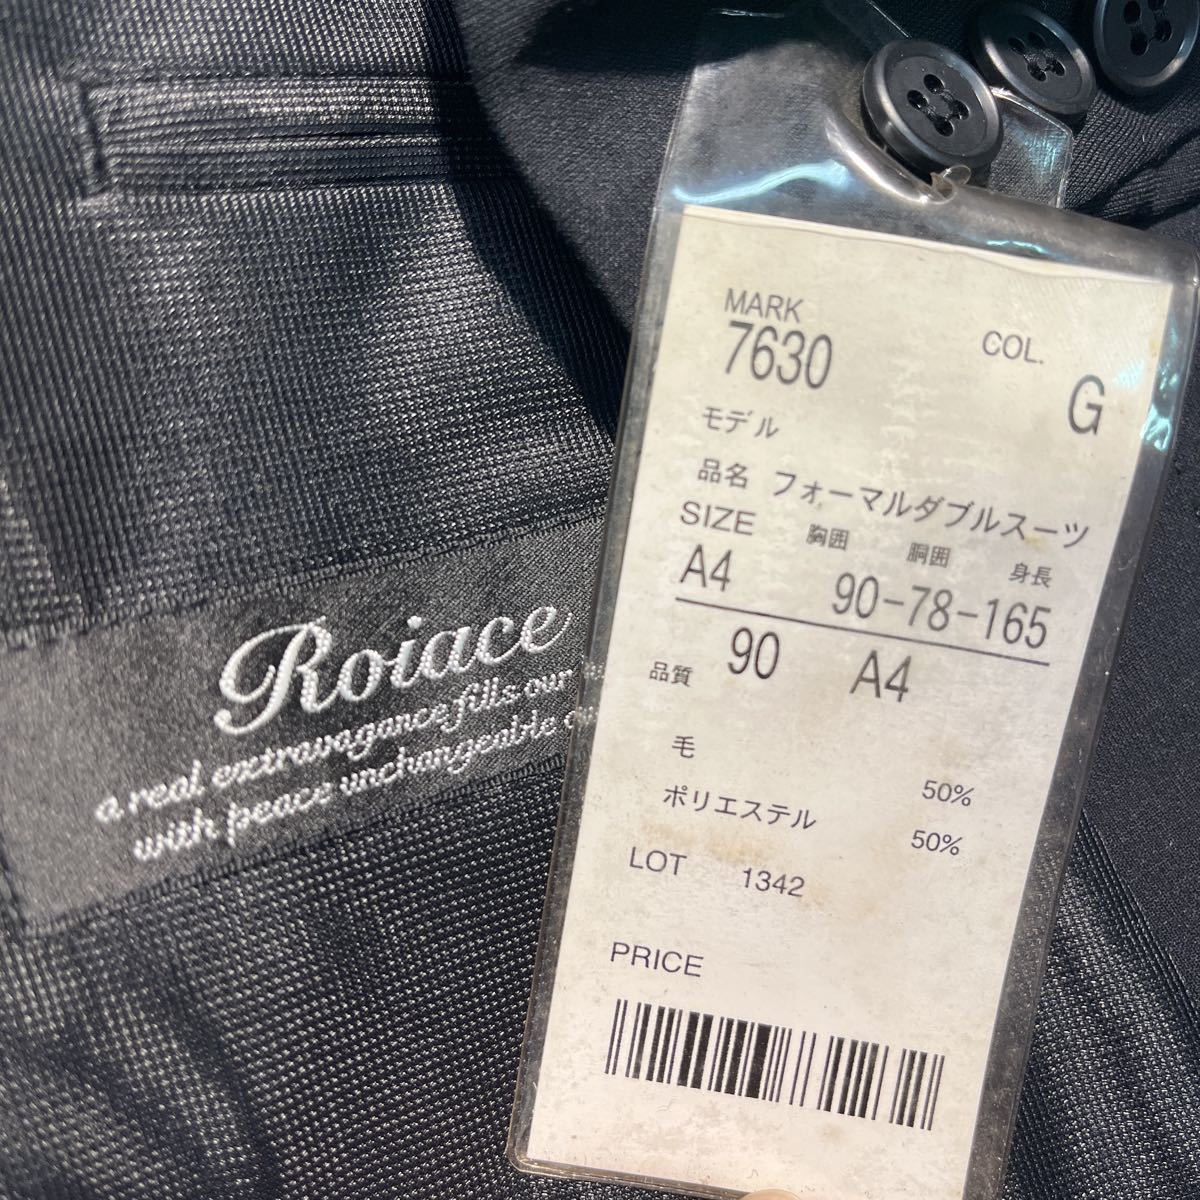 Roiace
a real extravagance fills our
with peace unchangeable
MARK
7630
COL.
G
モデル
品名 フォーマルダブルスーツ
SIZE 胸囲 胴囲 身長
A4 90-78-165
品質 90 A4
毛 50%
ポリエステル 50%
LOT 1342
PRICE